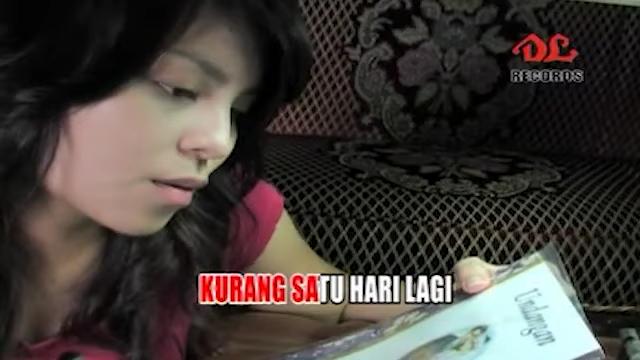 DL
RECORDS
KURANG SATU HARI LAGI
Undangan